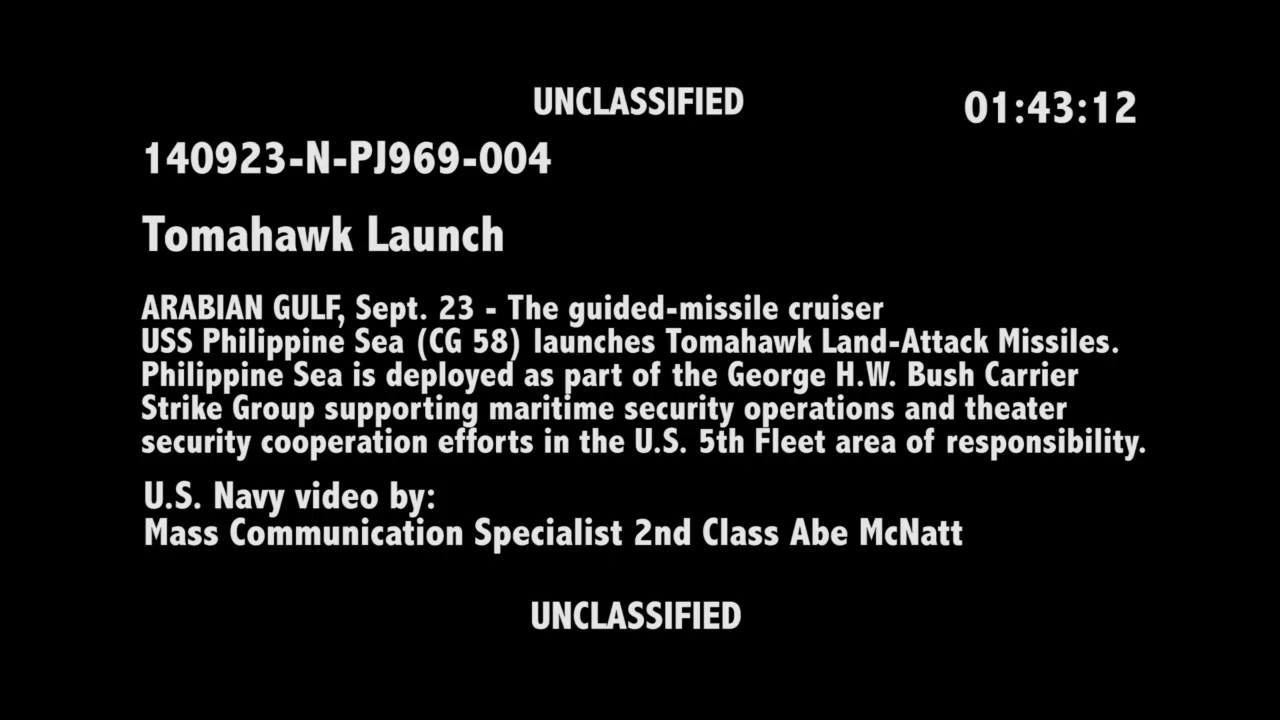 UNCLASSIFIED
01:43:12
140923-N-PJ969-004
Tomahawk Launch
ARABIAN GULF, Sept. 23 - The guided-missile cruiser
USS Philippine Sea (CG 58) launches Tomahawk Land-Attack Missiles.
Philippine Sea is deployed as part of the George H.W. Bush Carrier
Strike Group supporting maritime security operations and theater
security cooperation efforts in the U.S. 5th Fleet area of responsibility.
U.S. Navy video by:
Mass Communication Specialist 2nd Class Abe McNatt
UNCLASSIFIED